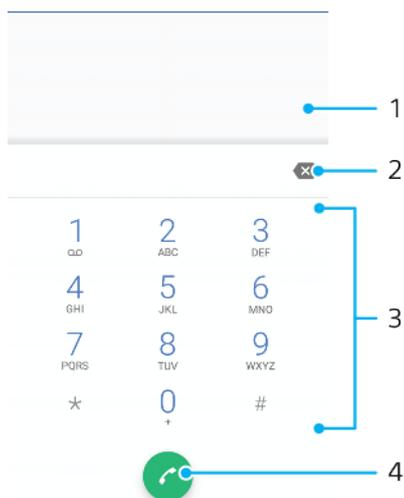 1
2
1 2 3
ABC DEF
4 5 6
GHI JKL MNO
3
7 8 9
PQRS TUV WXYZ
* 0 #
+
4